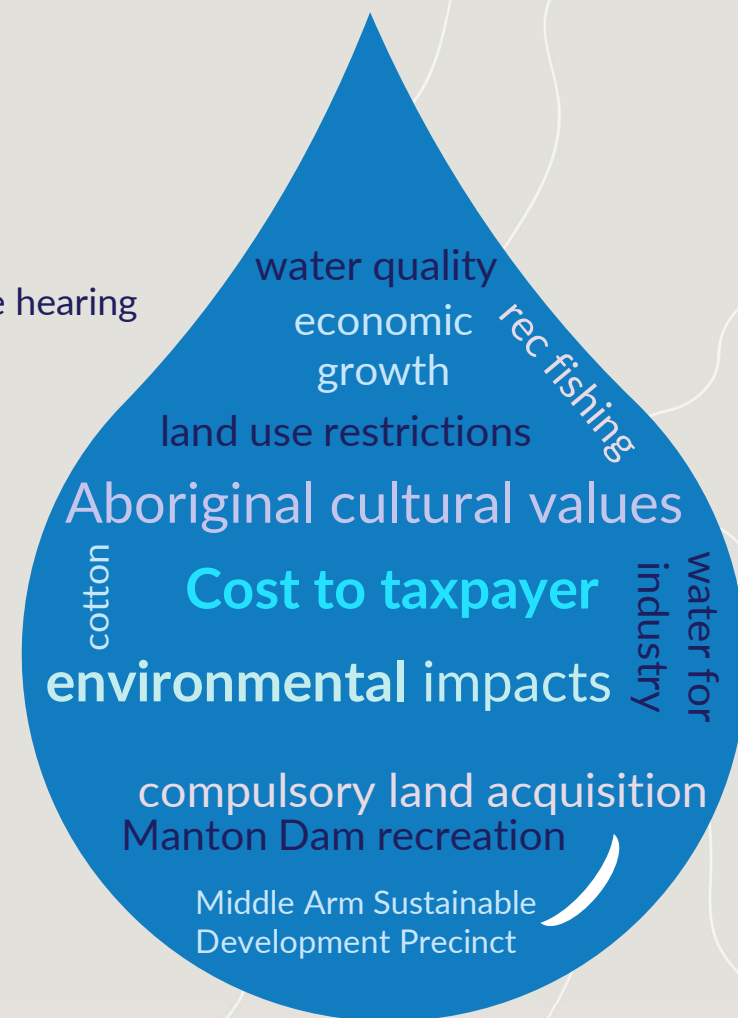 water quality
e hearing
economic
growth
rec fishing
land use restrictions
Aboriginal cultural values
cotton
Cost to taxpayer
water for
industry
environmental impacts
compulsory land acquisition
Manton Dam recreation
Middle Arm Sustainable
Development Precinct